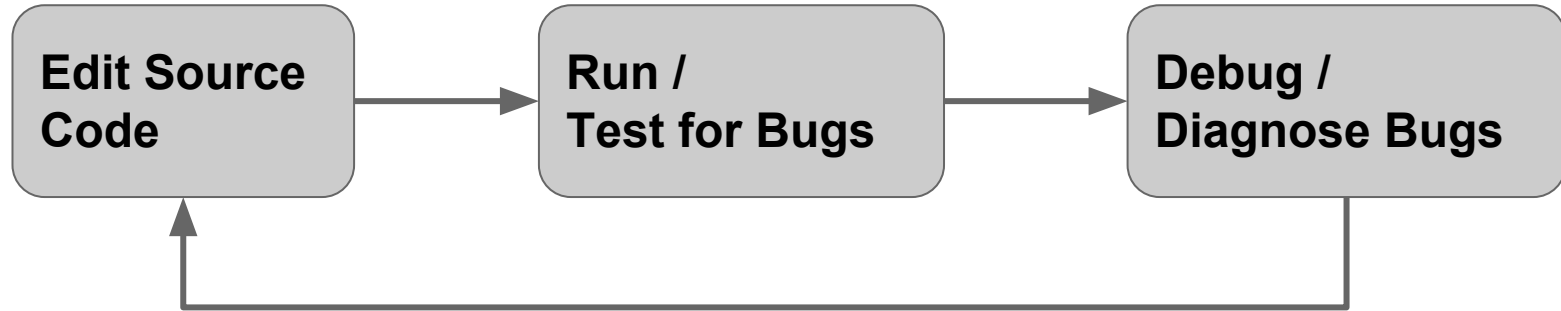 Edit Source
Code
Run /
Test for Bugs
Debug /
Diagnose Bugs